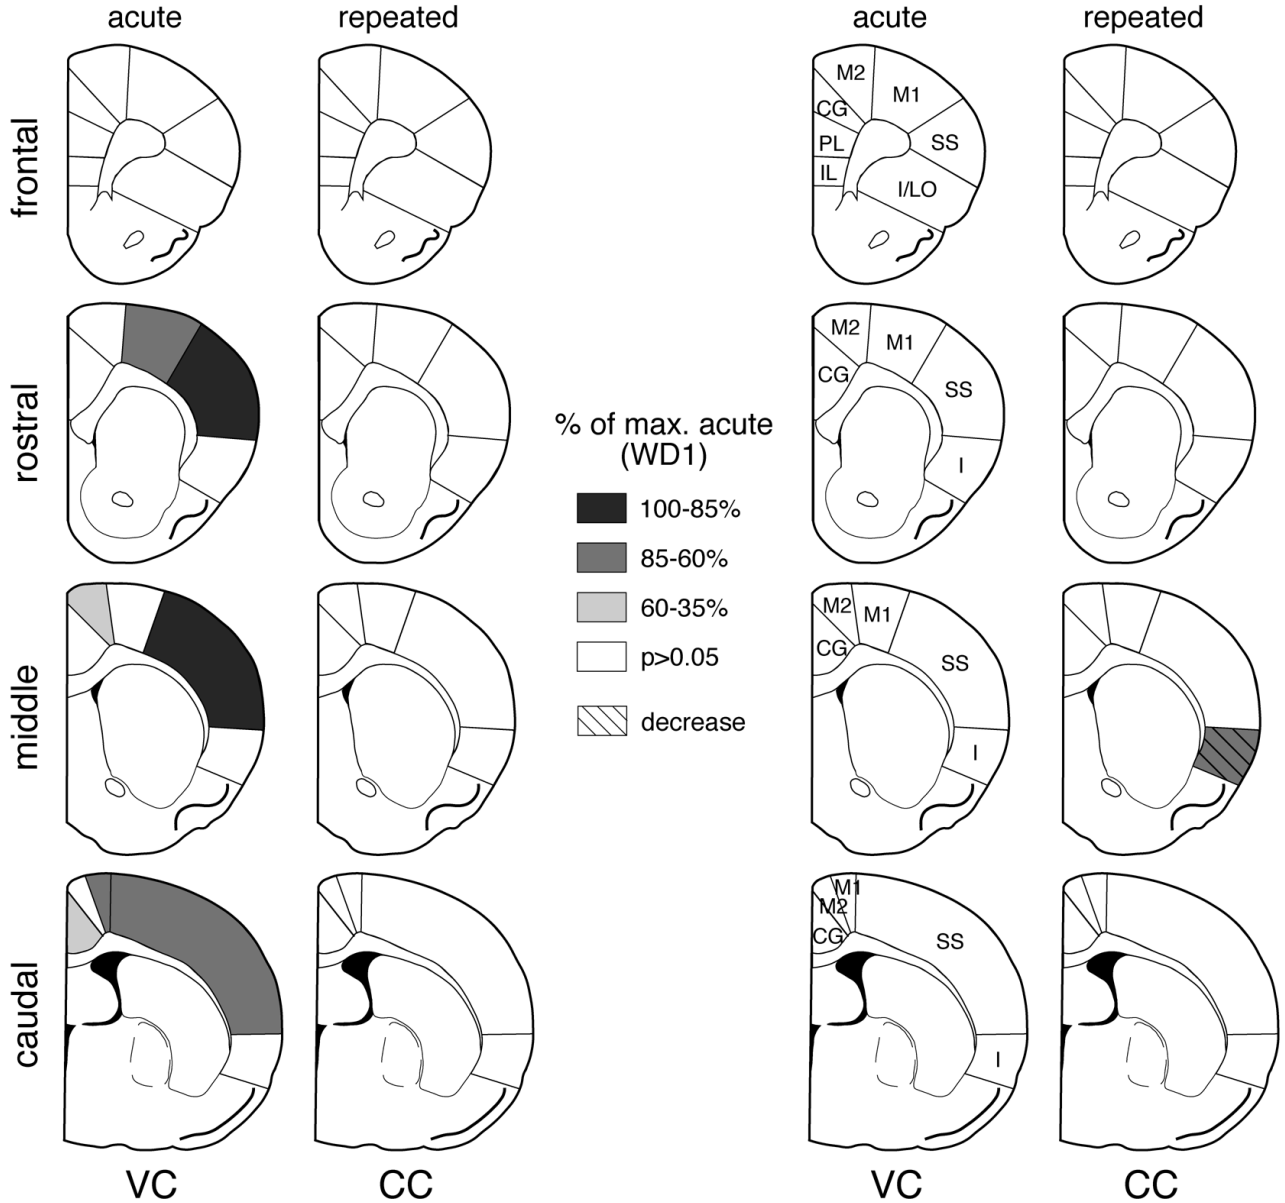 acute
repeated
acute
repeated
frontal
M2
M1
CG
PL
SS
IL
I/LO
rostral
M2
M1
CG
SS
I
% of max. acute
(WD1)
100-85%
85-60%
60-35%
p>0.05
decrease
middle
M2
M1
CG
SS
I
caudal
M1
M2
CG
SS
I
VC
CC
VC
CC